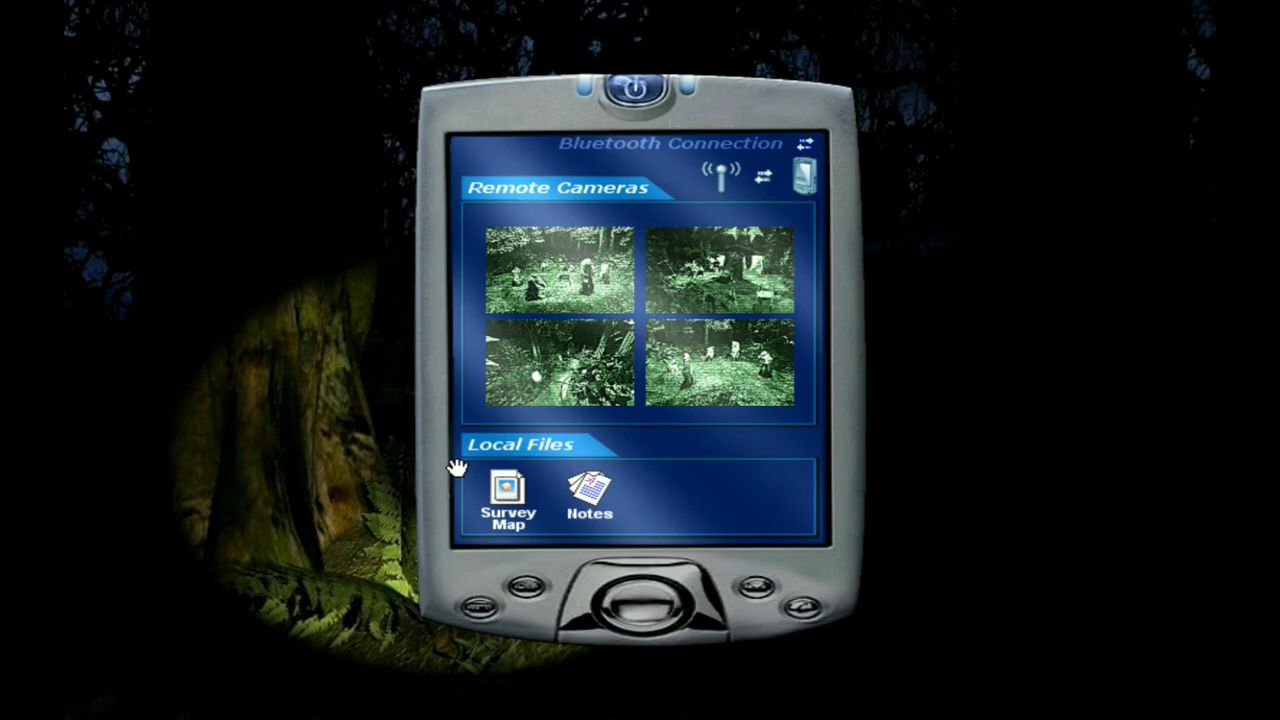 Bluetooth Connection
Remote Cameras
Local Files
Survey
Map
Notes